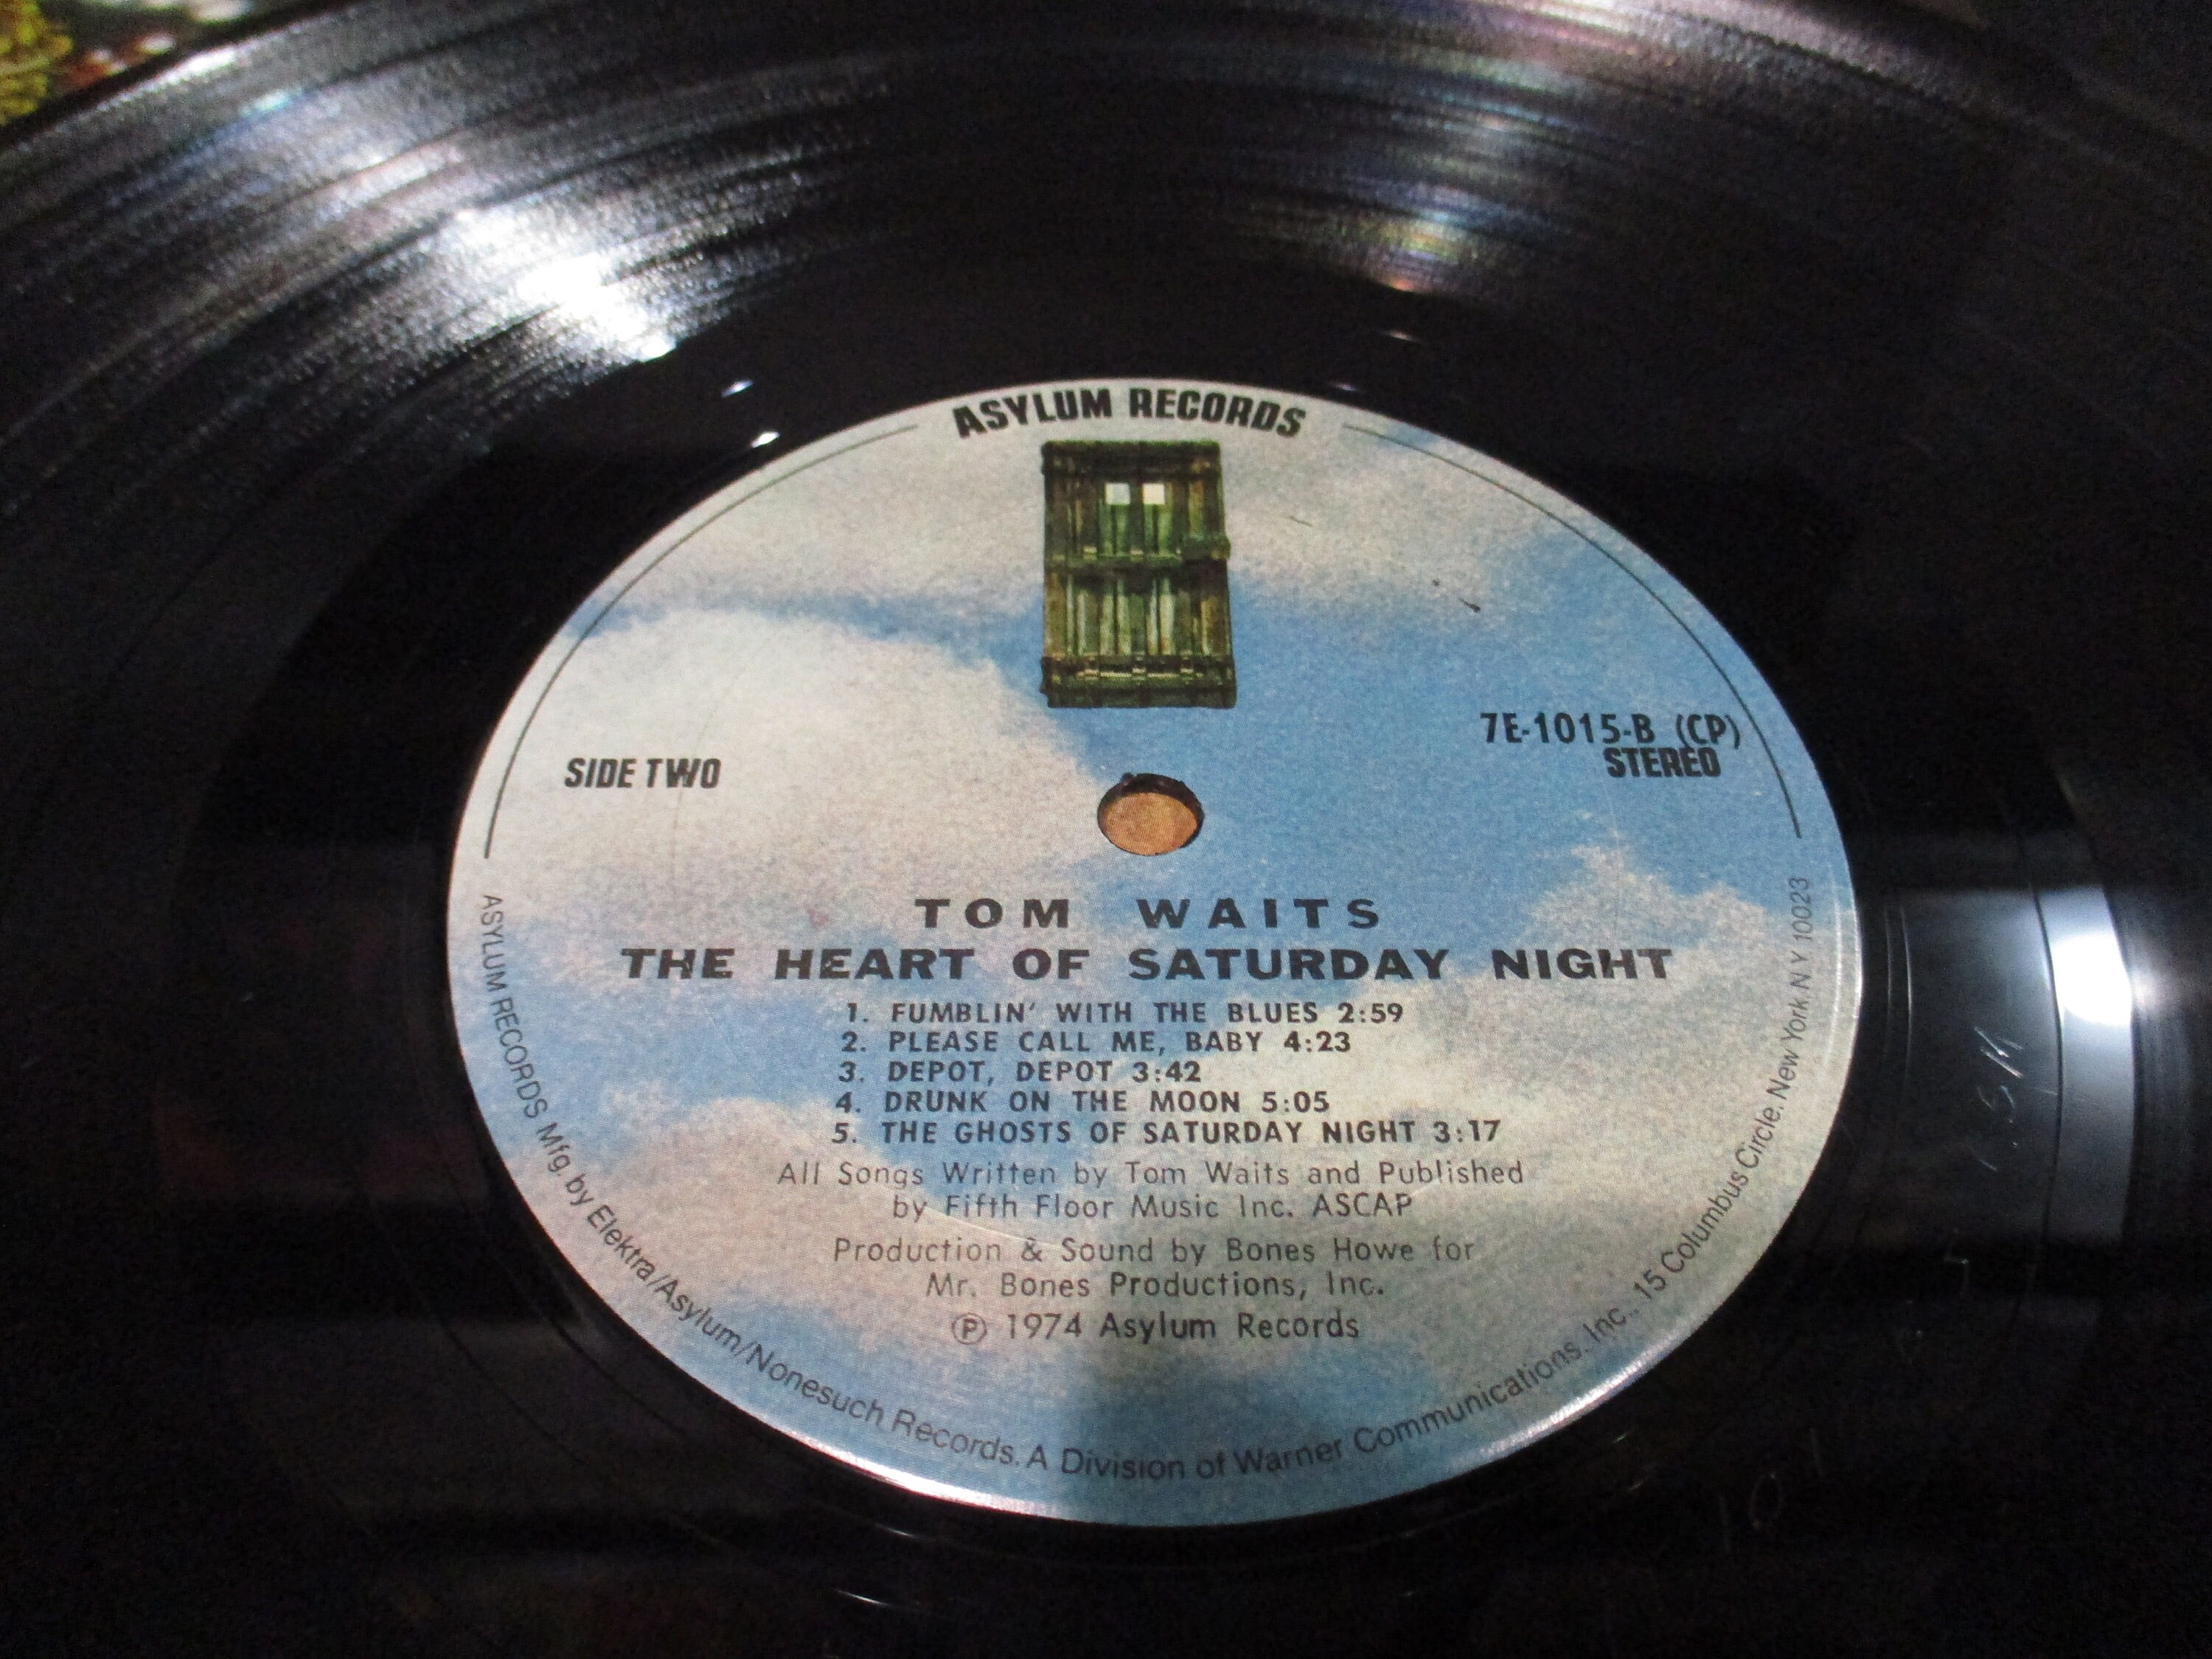 ASYLUM RECORDS
7E-1015-B (CP)
SIDE TWO
STEREO
TOM WAITS
THE HEART OF SATURDAY NIGHT
1. FUMBLIN' WITH THE BLUES 2:59
2. PLEASE CALL ME, BABY 4:23
3. DEPOT, DEPOT 3:42
4. DRUNK ON THE MOON 5:05
5. THE GHOSTS OF SATURDAY NIGHT 3:17
All Songs Written by Tom Waits and Published
by Fifth Floor Music Inc. ASCAP
Production & Sound by Bones Howe for
Mr. Bones Productions, Inc.
Ⓟ 1974 Asylum Records
ASYLUM RECORDS Mfg. by Elektra/Asylum/Nonesuch Records. A Division of Warner Communications. Inc., 15 Columbus Circle. New York N Y 10023